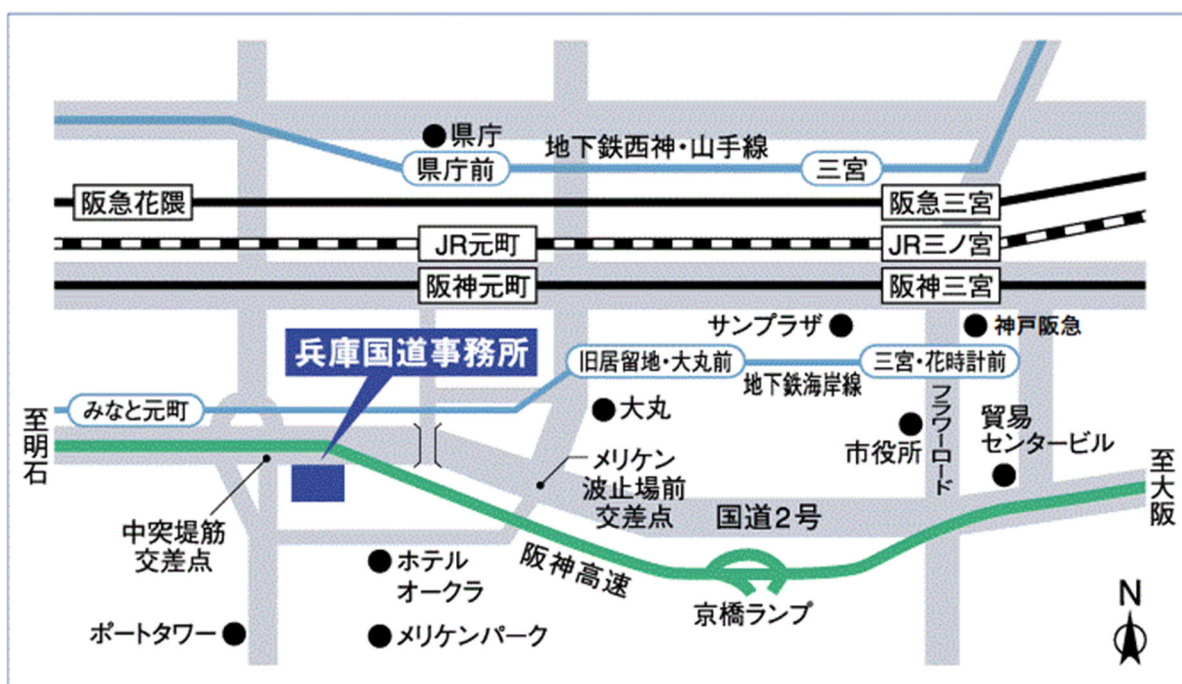 県庁
地下鉄西神・山手線
県庁前
三宮
阪急花隈
阪急三宮
JR元町
JR三ノ宮
阪神元町
阪神三宮
サンプラザ
神戸阪急
兵庫国道事務所
旧居留地・大丸前
地下鉄海岸線
三宮・花時計前
みなと元町
大丸
市役所
フラワーロード
貿易
センタービル
至明石
至大阪
メリケン
波止場前
交差点
国道2号
中突堤筋
交差点
ホテル
オークラ
阪神高速
京橋ランプ
ポートタワー
メリケンパーク
N